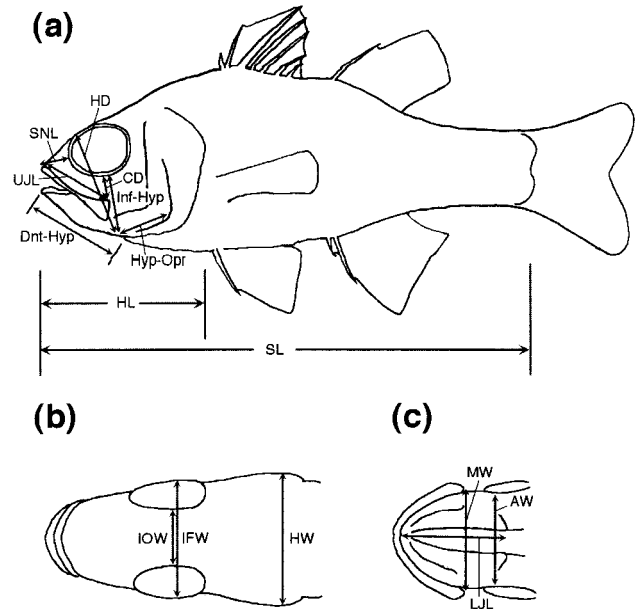 (a)
HD
SNL
UJL
CD
Inf-Hyp
Dnt-Hyp
Hyp-Opr
HL
SL
(b)
IOW IFW
HW
(c)
MW
AW
LJL